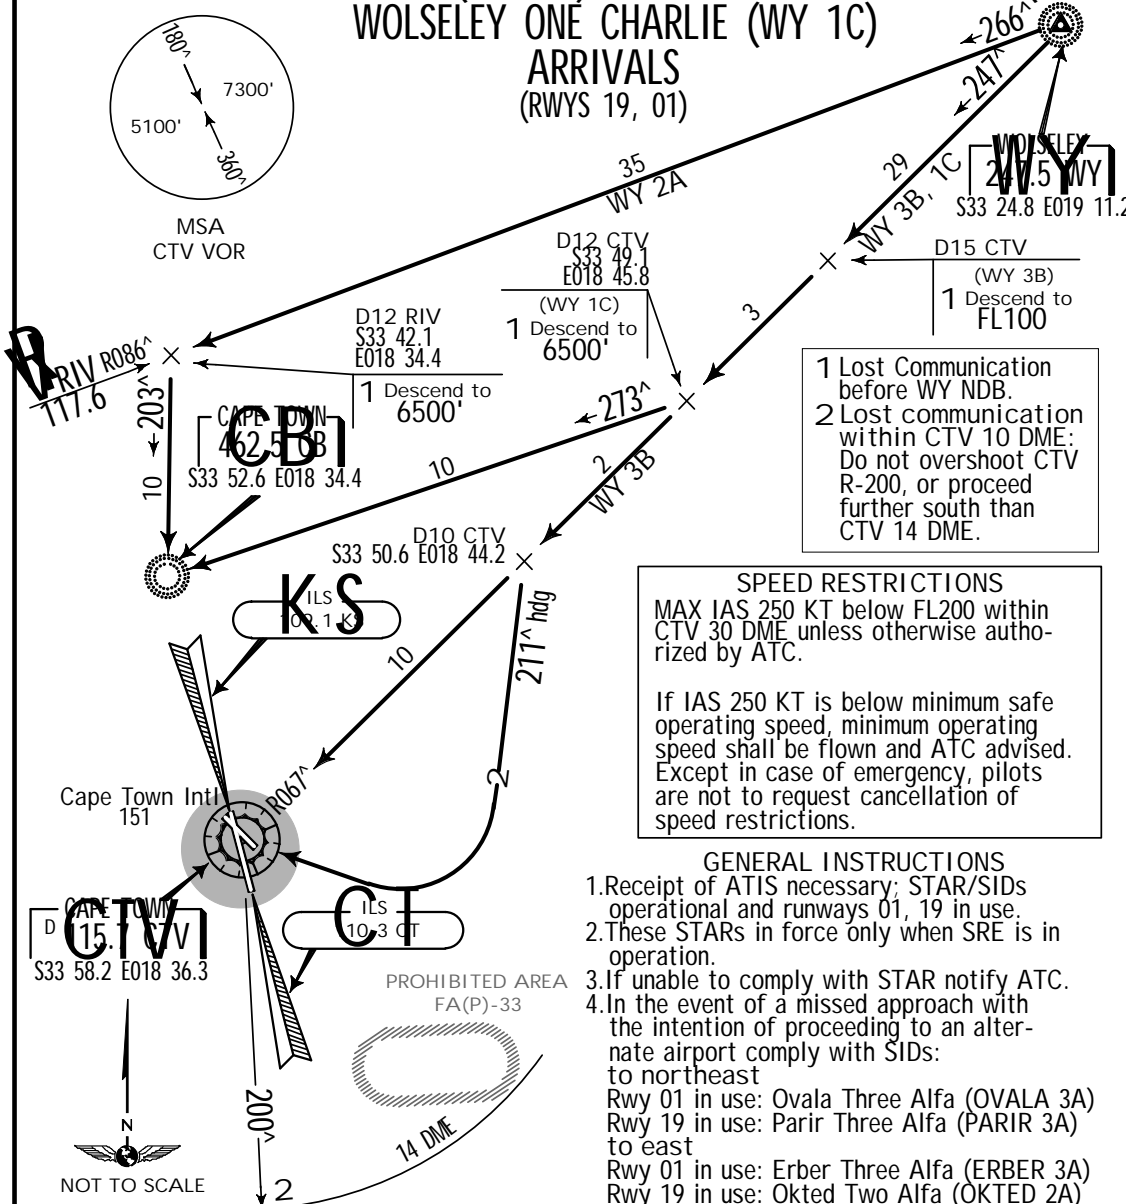 WOLSELEY ONE CHARLIE (WY 1C)
ARRIVALS
(RWYS 19, 01)
180^
7300'
5100'
360^
MSA
CTV VOR
266^
247^
35
WY 2A
29
WY 3B, 1C
WOLSELEY
WY
S33 24.8 E019 11.2
D12 CTV
S33 49.1
E018 45.8
(WY 1C)
1 Descend to
6500'
D15 CTV
(WY 3B)
1 Descend to
FL100
3
D12 RIV
S33 42.1
E018 34.4
1 Descend to
6500'
RIV R086^
117.6
203^
10
CAPE TOWN
462.5 CB
CB
S33 52.6 E018 34.4
273^
10
2
WY 3B
1 Lost Communication
before WY NDB.
2 Lost communication
within CTV 10 DME:
Do not overshoot CTV
R-200, or proceed
further south than
CTV 14 DME.
D10 CTV
S33 50.6 E018 44.2
ILS
109.1 KS
KS
10
211^ hdg
2
R067^
SPEED RESTRICTIONS
MAX IAS 250 KT below FL200 within
CTV 30 DME unless otherwise autho-
rized by ATC.
If IAS 250 KT is below minimum safe
operating speed, minimum operating
speed shall be flown and ATC advised.
Except in case of emergency, pilots
are not to request cancellation of
speed restrictions.
Cape Town Intl
151
CAPE TOWN
D 115.7 CTV
CTV
S33 58.2 E018 36.3
ILS
CT
PROHIBITED AREA
FA(P)-33
14 DME
200^
2
N
NOT TO SCALE
GENERAL INSTRUCTIONS
1.Receipt of ATIS necessary; STAR/SIDs
operational and runways 01, 19 in use.
2.These STARs in force only when SRE is in
operation.
3.If unable to comply with STAR notify ATC.
4.In the event of a missed approach with
the intention of proceeding to an alter-
nate airport comply with SIDs:
to northeast
Rwy 01 in use: Ovala Three Alfa (OVALA 3A)
Rwy 19 in use: Parir Three Alfa (PARIR 3A)
to east
Rwy 01 in use: Erber Three Alfa (ERBER 3A)
Rwy 19 in use: Okted Two Alfa (OKTED 2A)